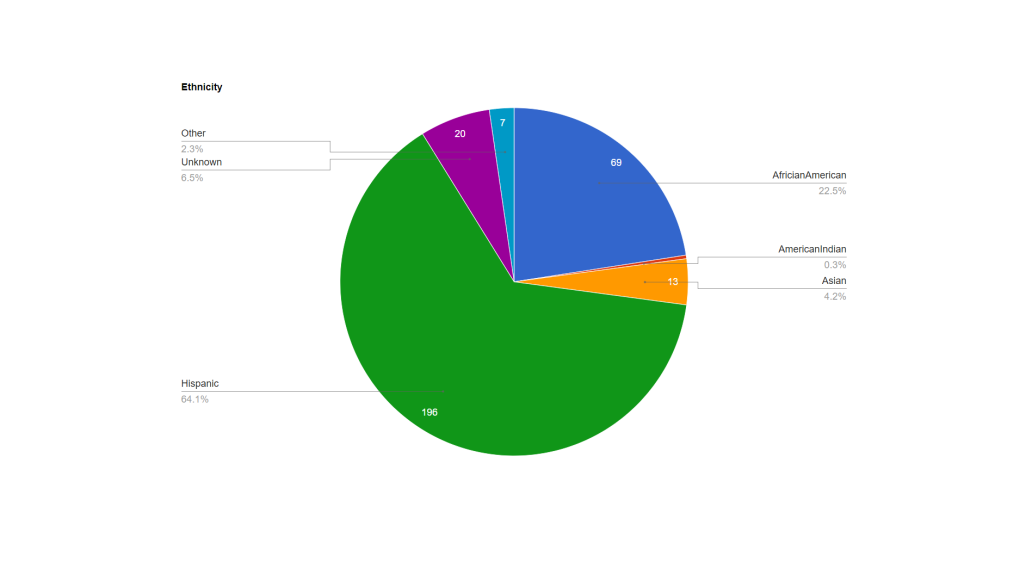 Ethnicity
Other
2.3%
Unknown
6.5%
7
20
69
AfricianAmerican
22.5%
AmericanIndian
0.3%
13
Asian
4.2%
Hispanic
64.1%
196